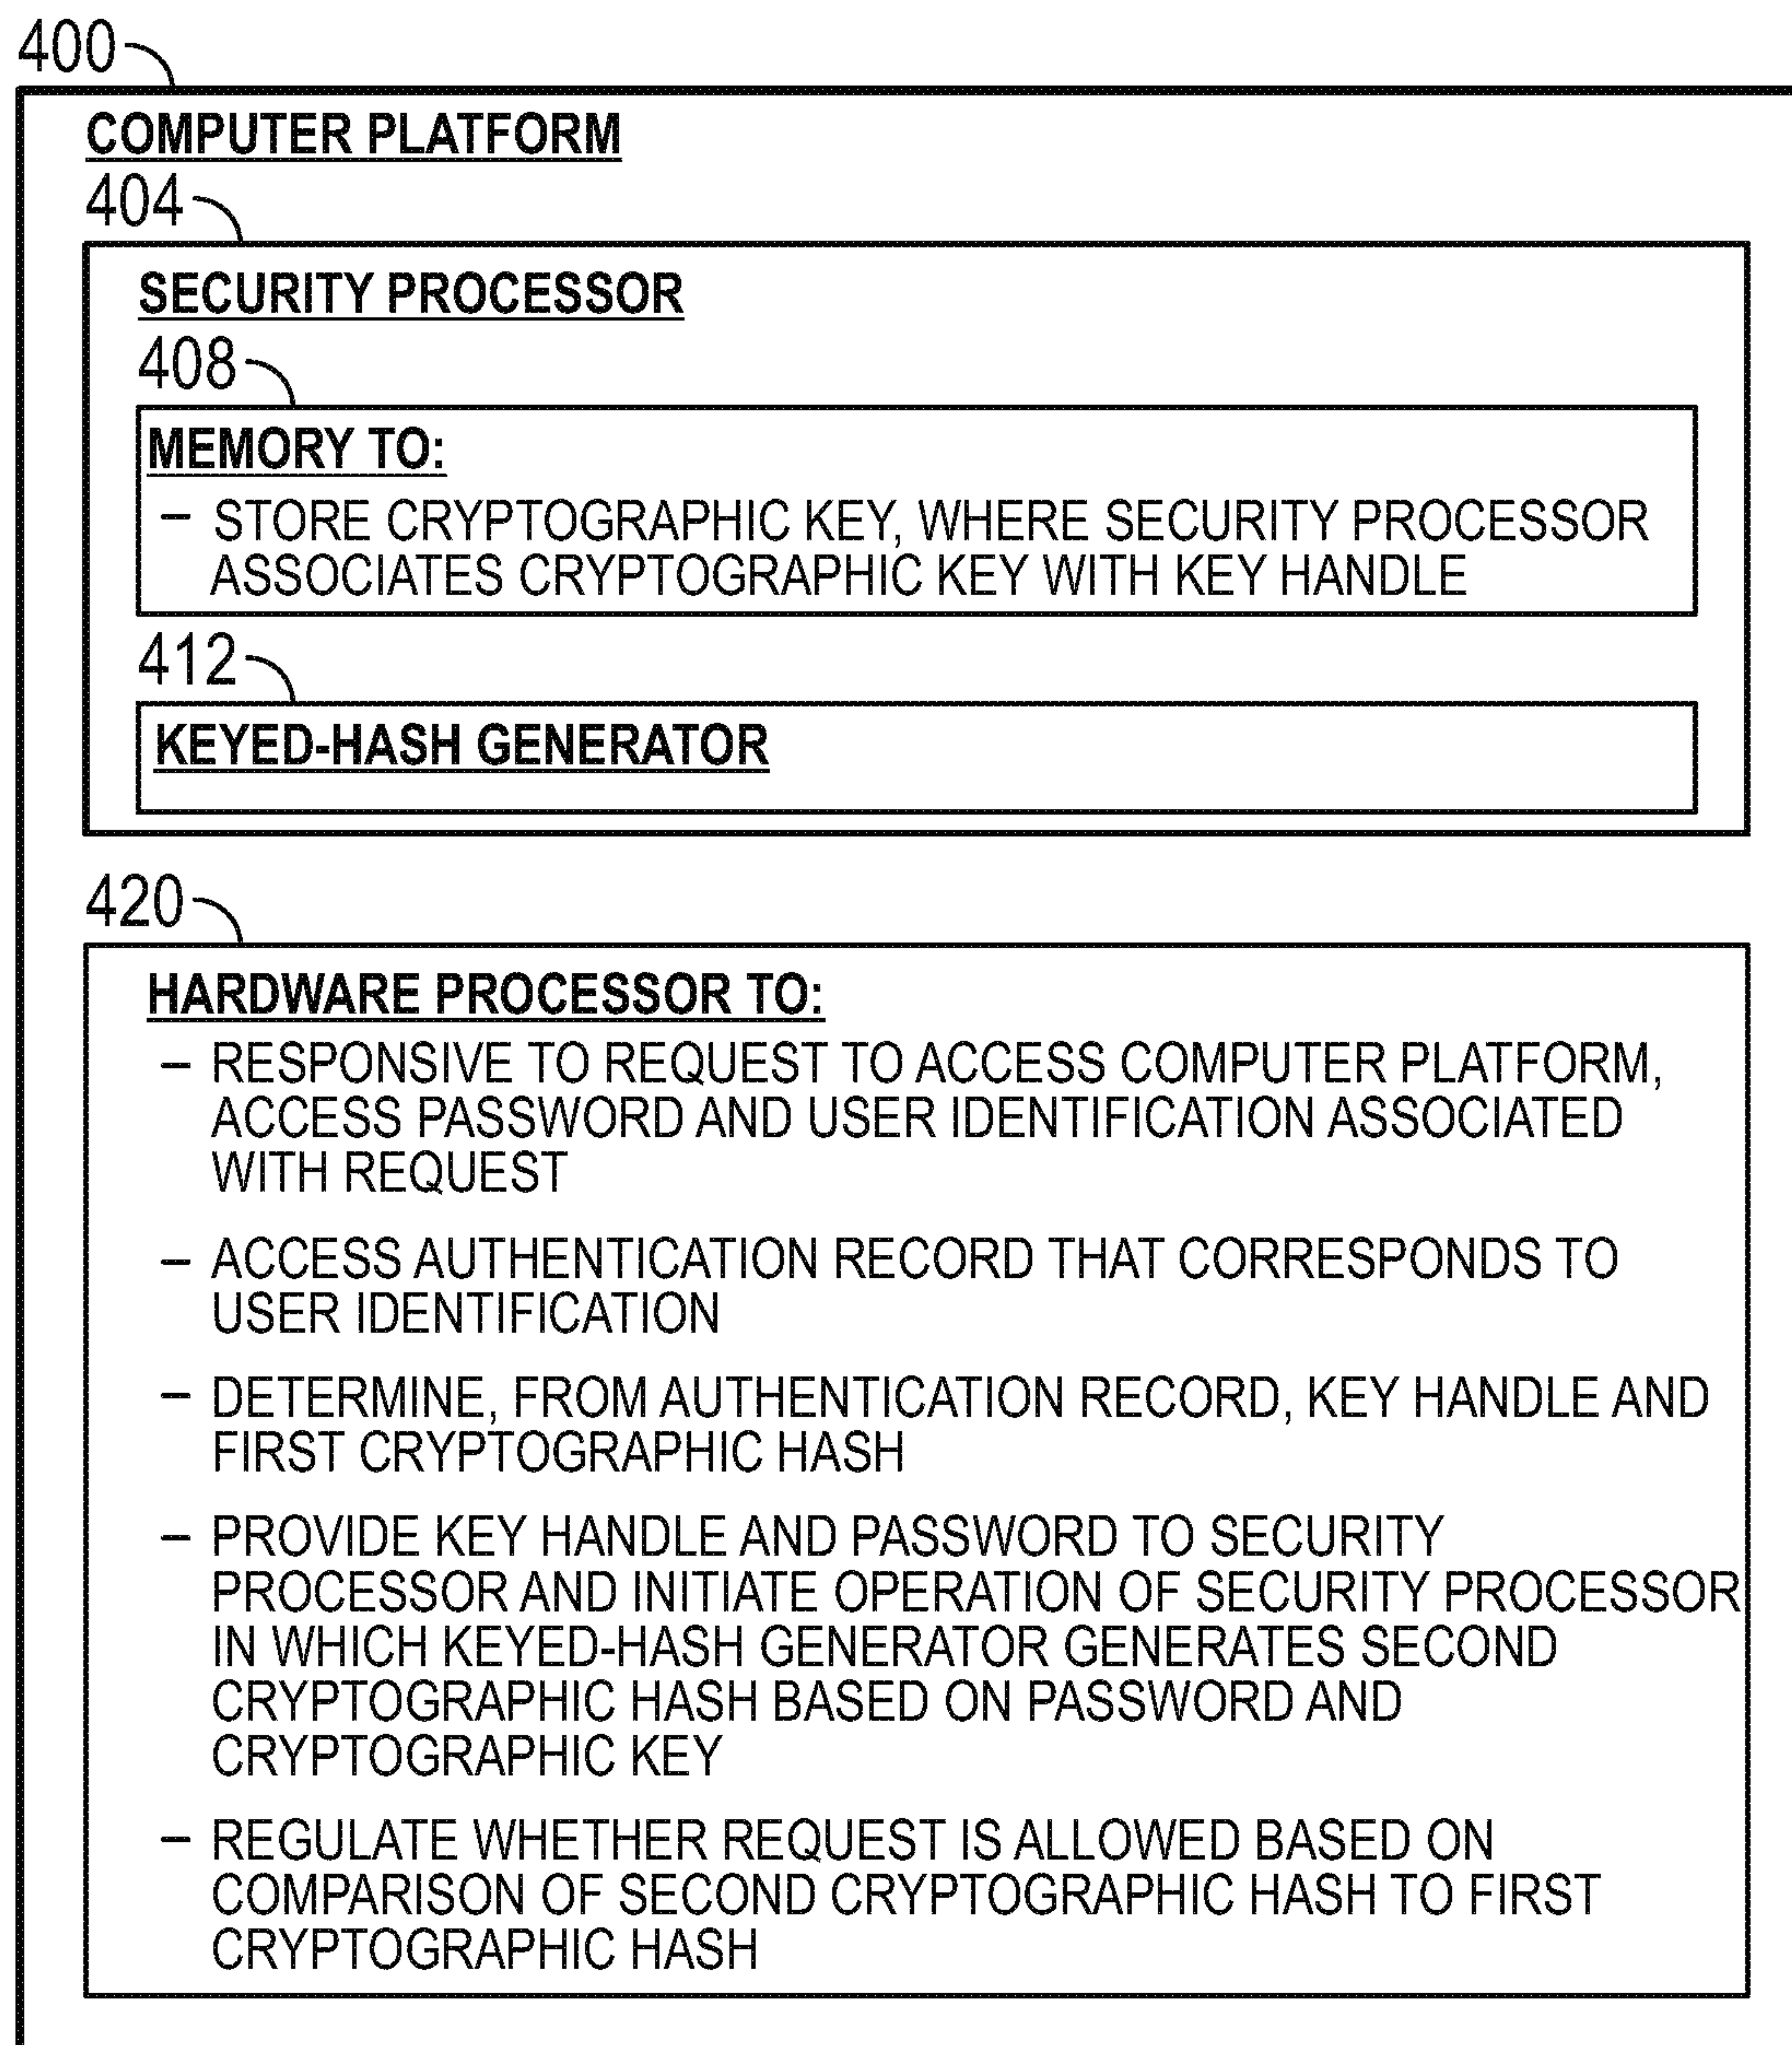 400
COMPUTER PLATFORM
404
SECURITY PROCESSOR
408
MEMORY TO:
– STORE CRYPTOGRAPHIC KEY, WHERE SECURITY PROCESSOR
ASSOCIATES CRYPTOGRAPHIC KEY WITH KEY HANDLE
412
KEYED-HASH GENERATOR
420
HARDWARE PROCESSOR TO:
– RESPONSIVE TO REQUEST TO ACCESS COMPUTER PLATFORM,
ACCESS PASSWORD AND USER IDENTIFICATION ASSOCIATED
WITH REQUEST
– ACCESS AUTHENTICATION RECORD THAT CORRESPONDS TO
USER IDENTIFICATION
– DETERMINE, FROM AUTHENTICATION RECORD, KEY HANDLE AND
FIRST CRYPTOGRAPHIC HASH
– PROVIDE KEY HANDLE AND PASSWORD TO SECURITY
PROCESSOR AND INITIATE OPERATION OF SECURITY PROCESSOR
IN WHICH KEYED-HASH GENERATOR GENERATES SECOND
CRYPTOGRAPHIC HASH BASED ON PASSWORD AND
CRYPTOGRAPHIC KEY
– REGULATE WHETHER REQUEST IS ALLOWED BASED ON
COMPARISON OF SECOND CRYPTOGRAPHIC HASH TO FIRST
CRYPTOGRAPHIC HASH